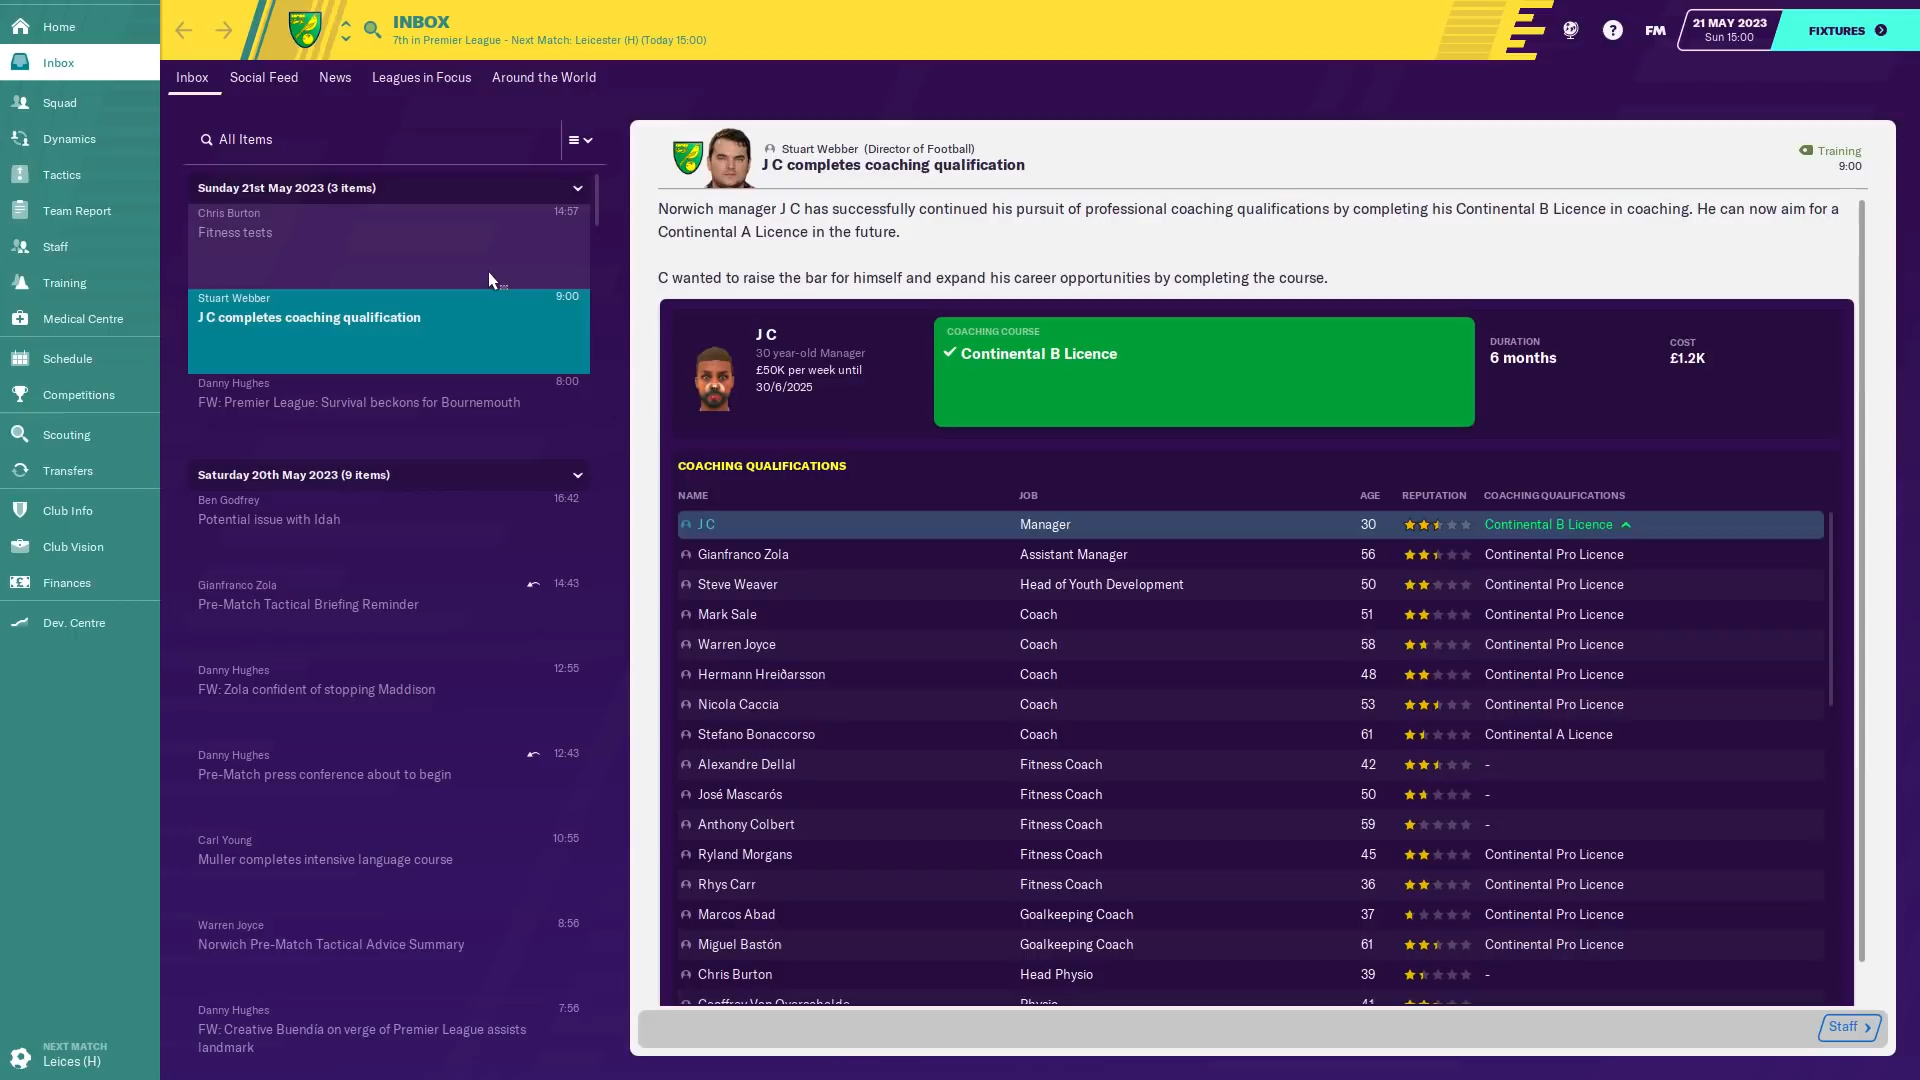 Home
Inbox
Squad
Dynamics
Tactics
Team Report
Staff
Training
Medical Centre
Schedule
Competitions
Scouting
Transfers
Club Info
Club Vision
Finances
Dev. Centre
NEXT MATCH
Leices (H)
INBOX
7th in Premier League - Next Match: Leicester (H) (Today 15:00)
?
FM
21 MAY 2023
Sun 15:00
FIXTURES
Inbox Social Feed News Leagues in Focus Around the World
All Items
Sunday 21st May 2023 (3 items)
Chris Burton 14:57
Fitness tests
Stuart Webber 9:00
J C completes coaching qualification
Danny Hughes 8:00
FW: Premier League: Survival beckons for Bournemouth
Saturday 20th May 2023 (9 items)
Ben Godfrey 16:42
Potential issue with Idah
Gianfranco Zola 14:43
Pre-Match Tactical Briefing Reminder
Danny Hughes 12:55
FW: Zola confident of stopping Maddison
Danny Hughes 12:43
Pre-Match press conference about to begin
Carl Young 10:55
Muller completes intensive language course
Warren Joyce 8:56
Norwich Pre-Match Tactical Advice Summary
Danny Hughes 7:56
FW: Creative Buendía on verge of Premier League assists
landmark
Stuart Webber (Director of Football)
J C completes coaching qualification
Training
9:00
Norwich manager J C has successfully continued his pursuit of professional coaching qualifications by completing his Continental B Licence in coaching. He can now aim for a
Continental A Licence in the future.
C wanted to raise the bar for himself and expand his career opportunities by completing the course.
J C
30 year-old Manager
£50K per week until
30/6/2025
COACHING COURSE
Continental B Licence
DURATION
6 months
COST
£1.2K
COACHING QUALIFICATIONS
NAME JOB AGE REPUTATION COACHING QUALIFICATIONS
J C Manager 30 Continental B Licence
Gianfranco Zola Assistant Manager 56 Continental Pro Licence
Steve Weaver Head of Youth Development 50 Continental Pro Licence
Mark Sale Coach 51 Continental Pro Licence
Warren Joyce Coach 58 Continental Pro Licence
Hermann Hreiðarsson Coach 48 Continental Pro Licence
Nicola Caccia Coach 53 Continental Pro Licence
Stefano Bonaccorso Coach 61 Continental A Licence
Alexandre Dellal Fitness Coach 42 -
José Mascarós Fitness Coach 50 -
Anthony Colbert Fitness Coach 59 -
Ryland Morgans Fitness Coach 45 Continental Pro Licence
Rhys Carr Fitness Coach 36 Continental Pro Licence
Marcos Abad Goalkeeping Coach 37 Continental Pro Licence
Miguel Bastón Goalkeeping Coach 61 Continental Pro Licence
Chris Burton Head Physio 39 -
Staff